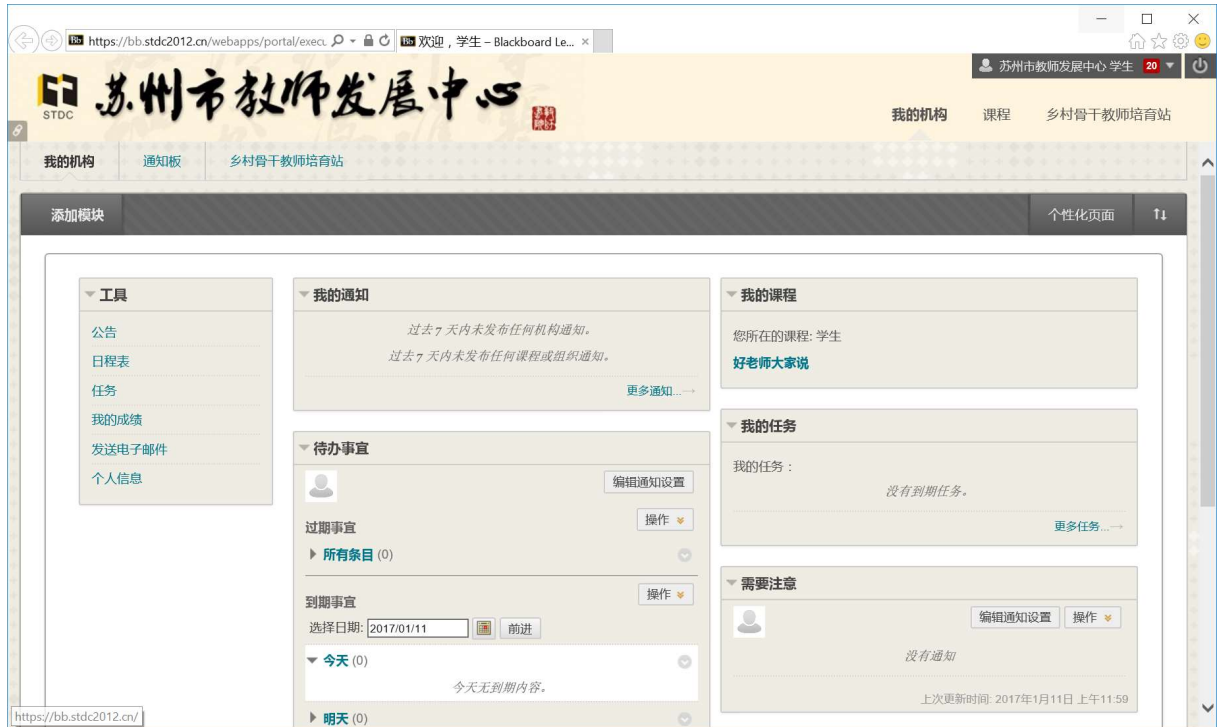 https://bb.stdc2012.cn/webapps/portal/exec
Bb 欢迎，学生 – Blackboard Le...
苏州市教师发展中心 学生 20
STDC
苏州市教师发展中心
我的机构 课程 乡村骨干教师培育站
我的机构 通知板 乡村骨干教师培育站
添加模块 个性化页面
工具
公告
日程表
任务
我的成绩
发送电子邮件
个人信息
我的通知
过去 7 天内未发布任何机构通知。
过去 7 天内未发布任何课程或组织通知。
更多通知...→
待办事宜
编辑通知设置
操作
过期事宜
所有条目 (0)
操作
到期事宜
选择日期: 2017/01/11 前进
今天 (0)
今天无到期内容。
明天 (0)
我的课程
您所在的课程: 学生
好老师大家说
我的任务
我的任务：
没有到期任务。
更多任务...→
需要注意
编辑通知设置 操作
没有通知
上次更新时间: 2017年1月11日 上午11:59
https://bb.stdc2012.cn/